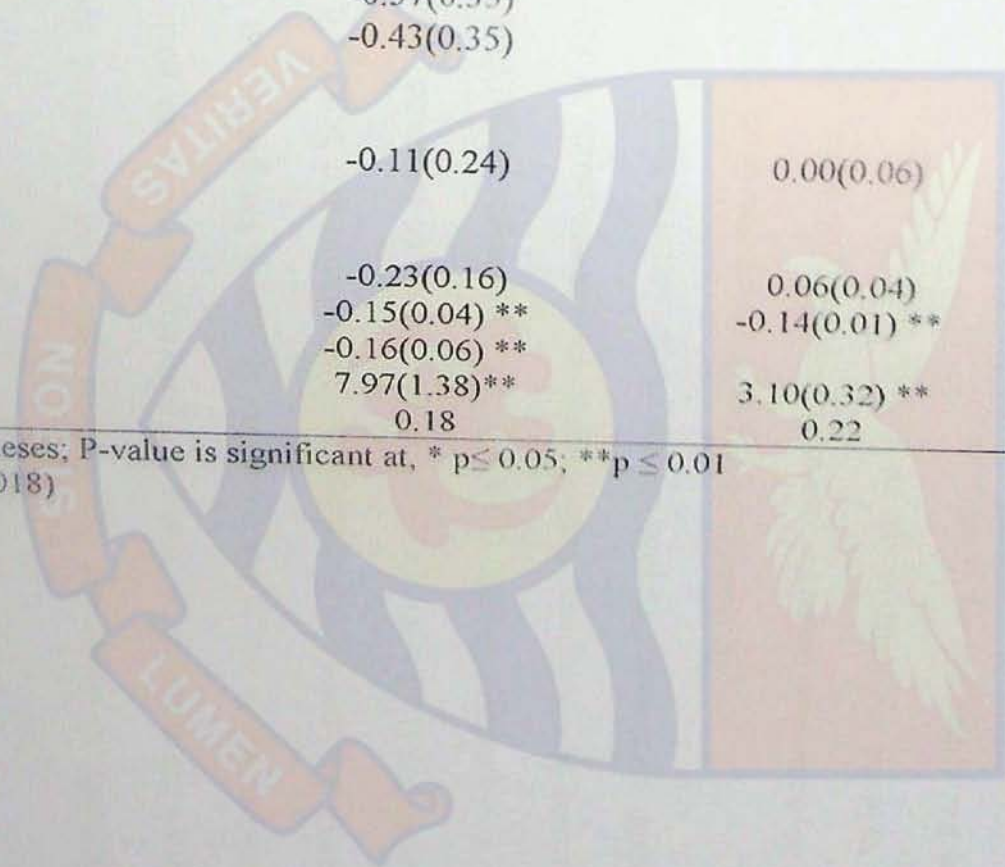 -0.43(0.35)
-0.11(0.24) 0.00(0.06)
-0.23(0.16) 0.06(0.04)
-0.15(0.04) ** -0.14(0.01) **
-0.16(0.06) **
7.97(1.38)** 3.10(0.32) **
0.18 0.22
eses; P-value is significant at, * p≤ 0.05; **p ≤ 0.01
018)
VERITAS
NON
LUMEN